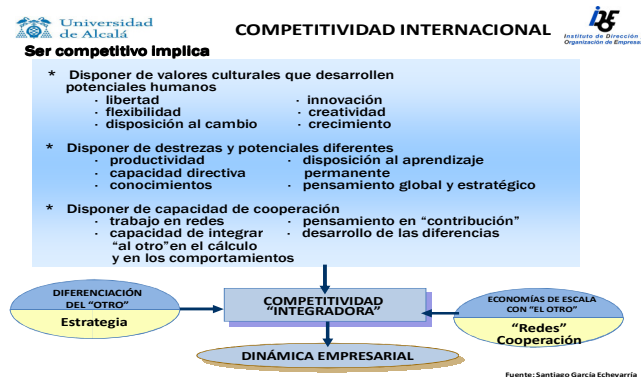 Universidad
de Alcalá
COMPETITIVIDAD INTERNACIONAL
IDOE
Instituto de Dirección
Organización de Empresas
Ser competitivo implica
* Disponer de valores culturales que desarrollen
potenciales humanos
· libertad · innovación
· flexibilidad · creatividad
· disposición al cambio · crecimiento
* Disponer de destrezas y potenciales diferentes
· productividad · disposición al aprendizaje
· capacidad directiva permanente
· conocimientos · pensamiento global y estratégico
* Disponer de capacidad de cooperación
· trabajo en redes · pensamiento en “contribución”
· capacidad de integrar · desarrollo de las diferencias
“al otro”en el cálculo
y en los comportamientos
DIFERENCIACIÓN
DEL “OTRO”
Estrategia
COMPETITIVIDAD
“INTEGRADORA”
ECONOMÍAS DE ESCALA
CON “EL OTRO”
“Redes”
Cooperación
DINÁMICA EMPRESARIAL
Fuente: Santiago García Echevarría